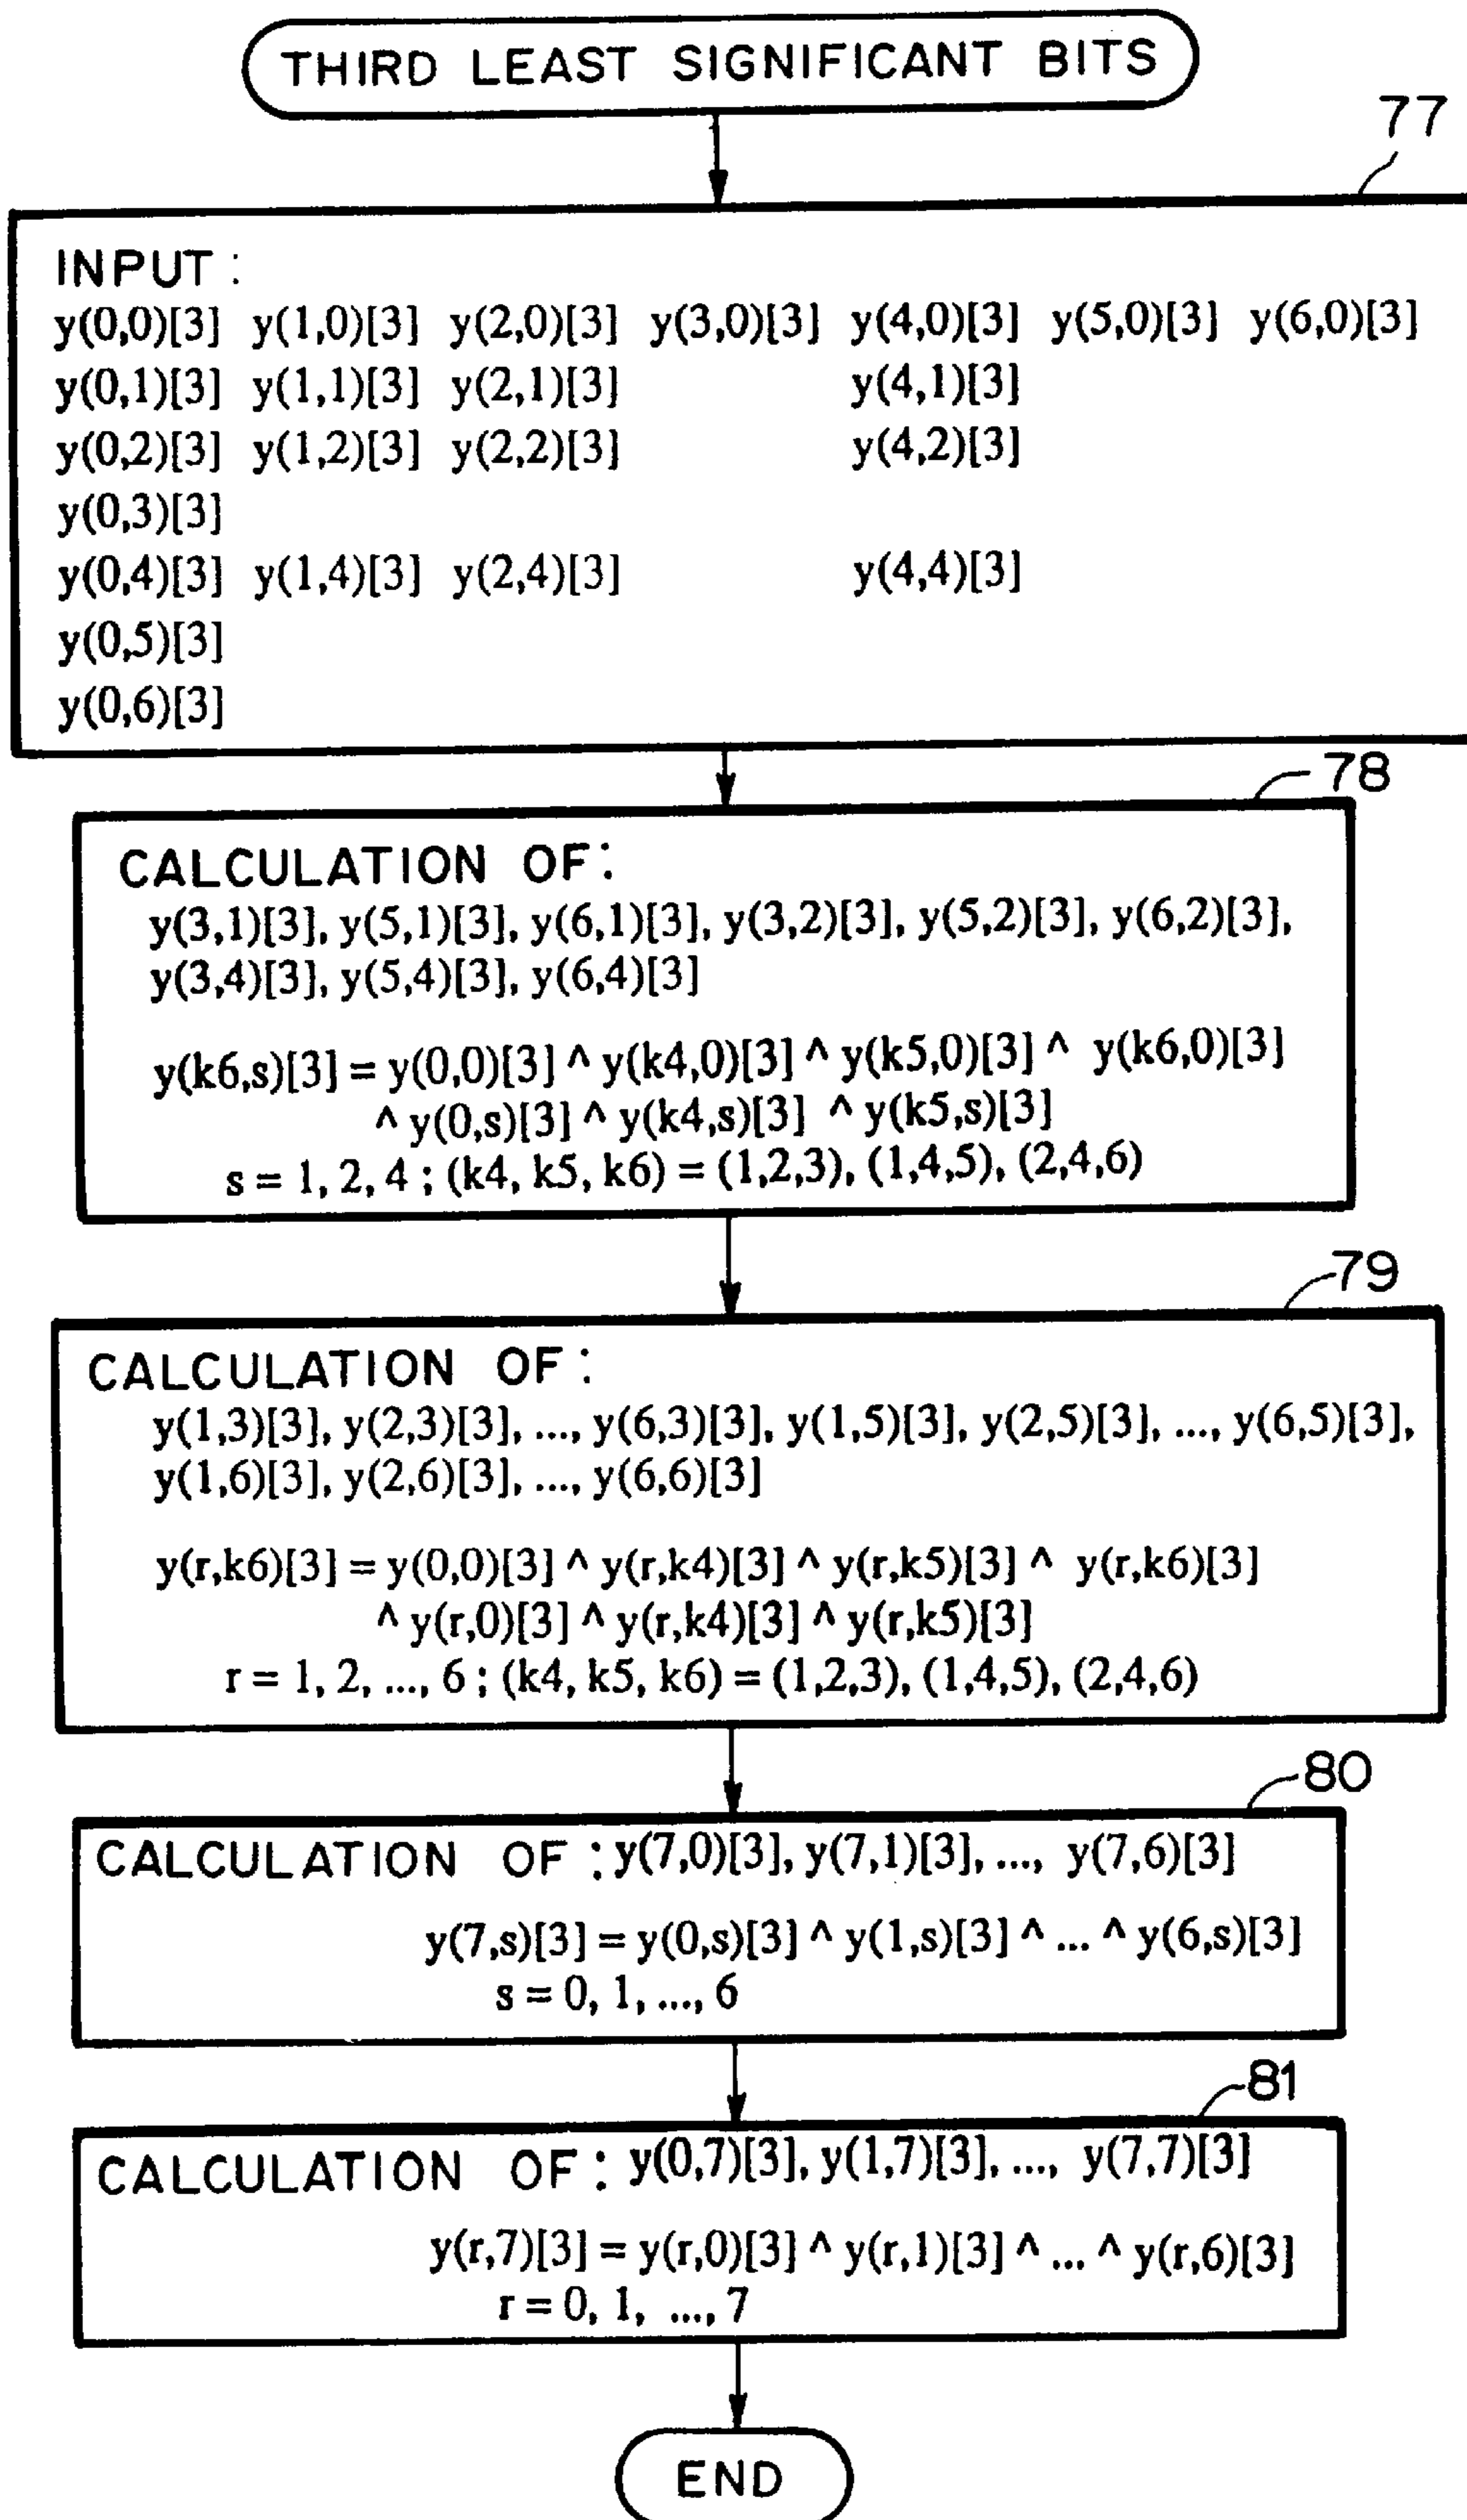 THIRD LEAST SIGNIFICANT BITS
77
INPUT:
y(0,0)[3] y(1,0)[3] y(2,0)[3] y(3,0)[3] y(4,0)[3] y(5,0)[3] y(6,0)[3]
y(0,1)[3] y(1,1)[3] y(2,1)[3] y(4,1)[3]
y(0,2)[3] y(1,2)[3] y(2,2)[3] y(4,2)[3]
y(0,3)[3]
y(0,4)[3] y(1,4)[3] y(2,4)[3] y(4,4)[3]
y(0,5)[3]
y(0,6)[3]
78
CALCULATION OF:
y(3,1)[3], y(5,1)[3], y(6,1)[3], y(3,2)[3], y(5,2)[3], y(6,2)[3],
y(3,4)[3], y(5,4)[3], y(6,4)[3]
y(k6,s)[3] = y(0,0)[3] ^ y(k4,0)[3] ^ y(k5,0)[3] ^ y(k6,0)[3]
^ y(0,s)[3] ^ y(k4,s)[3] ^ y(k5,s)[3]
s = 1, 2, 4 ; (k4, k5, k6) = (1,2,3), (1,4,5), (2,4,6)
79
CALCULATION OF:
y(1,3)[3], y(2,3)[3], ..., y(6,3)[3], y(1,5)[3], y(2,5)[3], ..., y(6,5)[3],
y(1,6)[3], y(2,6)[3], ..., y(6,6)[3]
y(r,k6)[3] = y(0,0)[3] ^ y(r,k4)[3] ^ y(r,k5)[3] ^ y(r,k6)[3]
^ y(r,0)[3] ^ y(r,k4)[3] ^ y(r,k5)[3]
r = 1, 2, ..., 6 ; (k4, k5, k6) = (1,2,3), (1,4,5), (2,4,6)
80
CALCULATION OF: y(7,0)[3], y(7,1)[3], ..., y(7,6)[3]
y(7,s)[3] = y(0,s)[3] ^ y(1,s)[3] ^ ... ^ y(6,s)[3]
s = 0, 1, ..., 6
81
CALCULATION OF: y(0,7)[3], y(1,7)[3], ..., y(7,7)[3]
y(r,7)[3] = y(r,0)[3] ^ y(r,1)[3] ^ ... ^ y(r,6)[3]
r = 0, 1, ..., 7
END